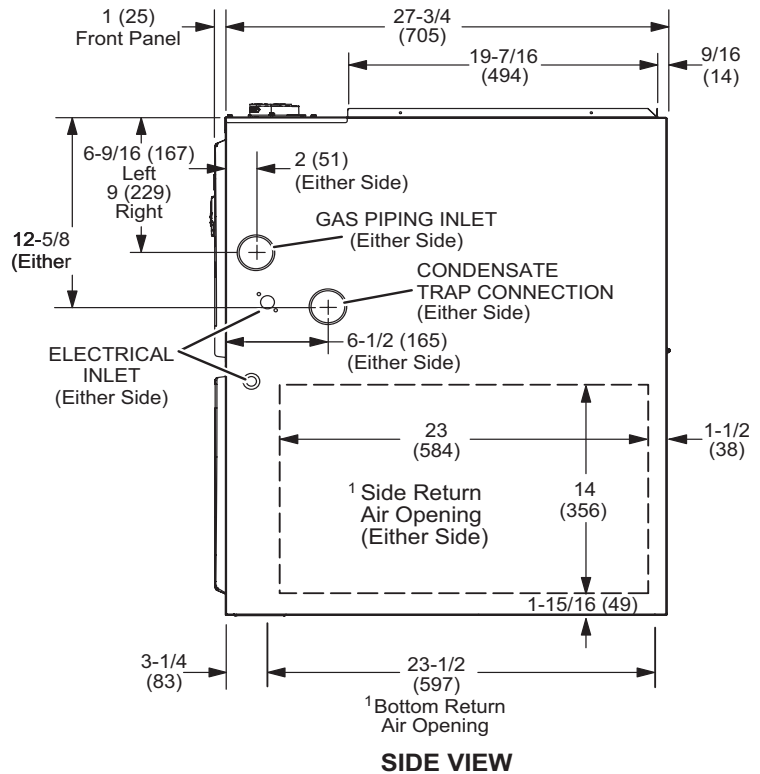 1 (25)
Front Panel
27-3/4
(705)
19-7/16
(494)
9/16
(14)
6-9/16 (167)
Left
9 (229)
Right
2 (51)
(Either Side)
GAS PIPING INLET
(Either Side)
12-5/8
(Either
CONDENSATE
TRAP CONNECTION
(Either Side)
6-1/2 (165)
(Either Side)
ELECTRICAL
INLET
(Either Side)
23
(584)
1-1/2
(38)
1 Side Return
Air Opening
(Either Side)
14
(356)
1-15/16 (49)
3-1/4
(83)
23-1/2
(597)
1 Bottom Return
Air Opening
SIDE VIEW